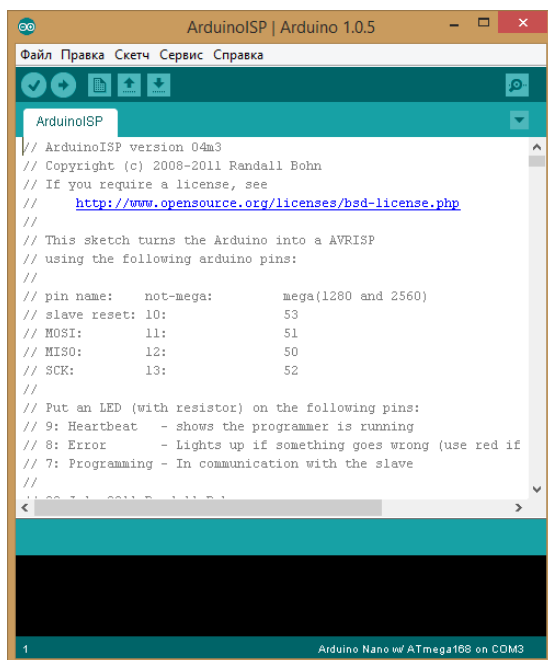 ArduinoISP | Arduino 1.0.5
Файл Правка Скетч Сервис Справка
ArduinoISP
// ArduinoISP version 04m3
// Copyright (c) 2008-2011 Randall Bohn
// If you require a license, see
//     http://www.opensource.org/licenses/bsd-license.php
//
// This sketch turns the Arduino into a AVRISP
// using the following arduino pins:
//
// pin name:    not-mega:         mega(1280 and 2560)
// slave reset: 10:               53
// MOSI:        11:               51
// MISO:        12:               50
// SCK:         13:               52
//
// Put an LED (with resistor) on the following pins:
// 9: Heartbeat   - shows the programmer is running
// 8: Error       - Lights up if something goes wrong (use red if
// 7: Programming - In communication with the slave
//
1
Arduino Nano w/ ATmega168 on COM3